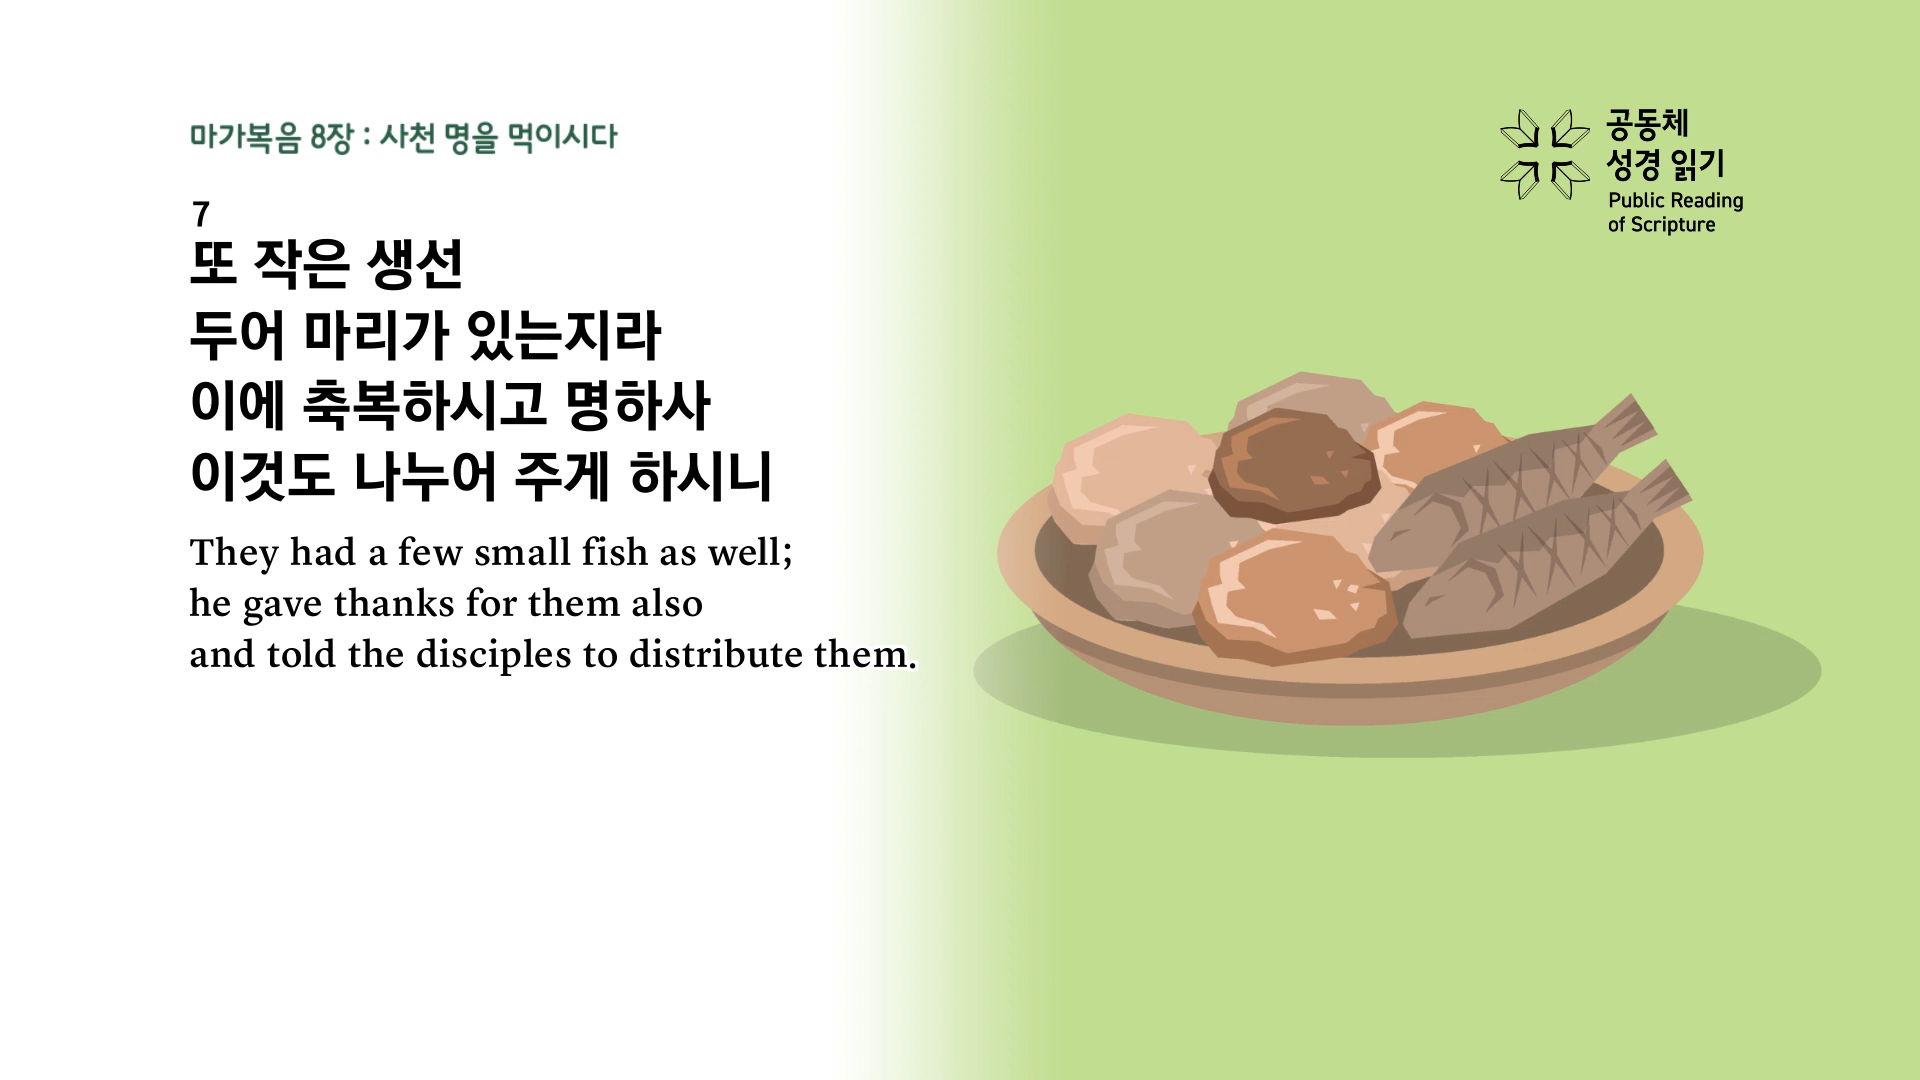 마가복음 8장 : 사천 명을 먹이시다
7
또 작은 생선
두어 마리가 있는지라
이에 축복하시고 명하사
이것도 나누어 주게 하시니
They had a few small fish as well;
he gave thanks for them also
and told the disciples to distribute them.
공동체
성경 읽기
Public Reading
of Scripture